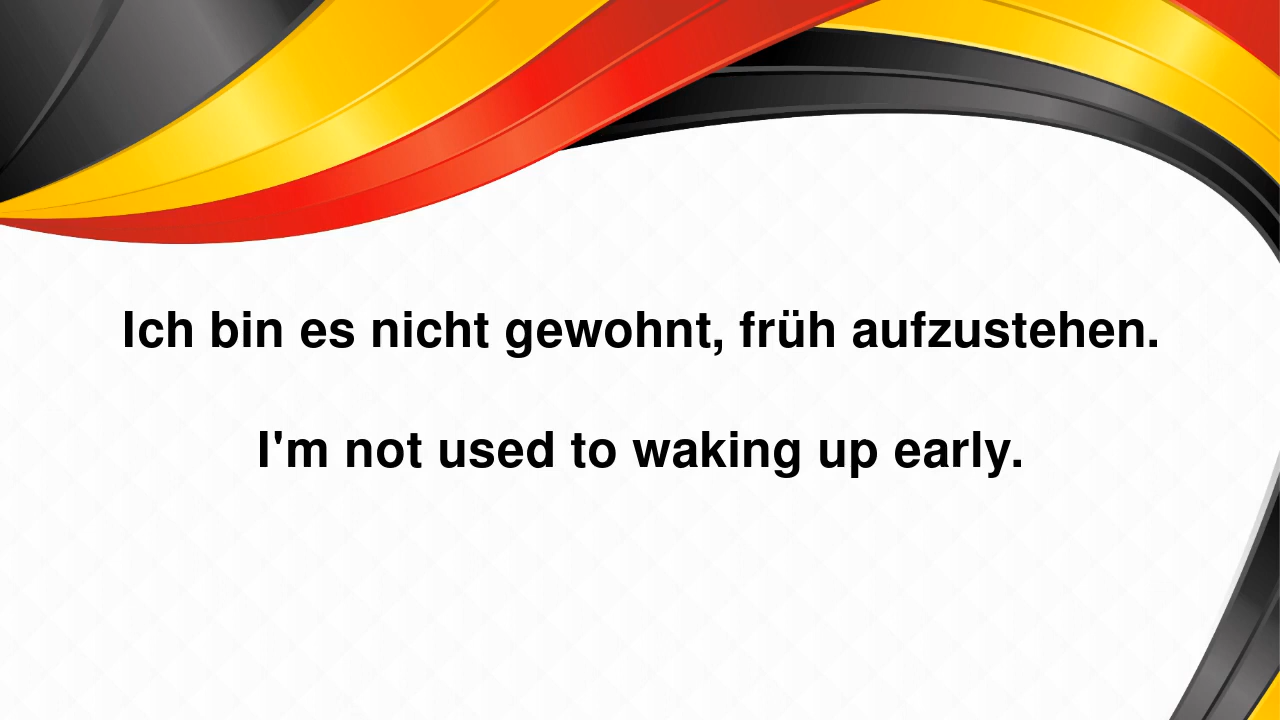 Ich bin es nicht gewohnt, früh aufzustehen.
I'm not used to waking up early.